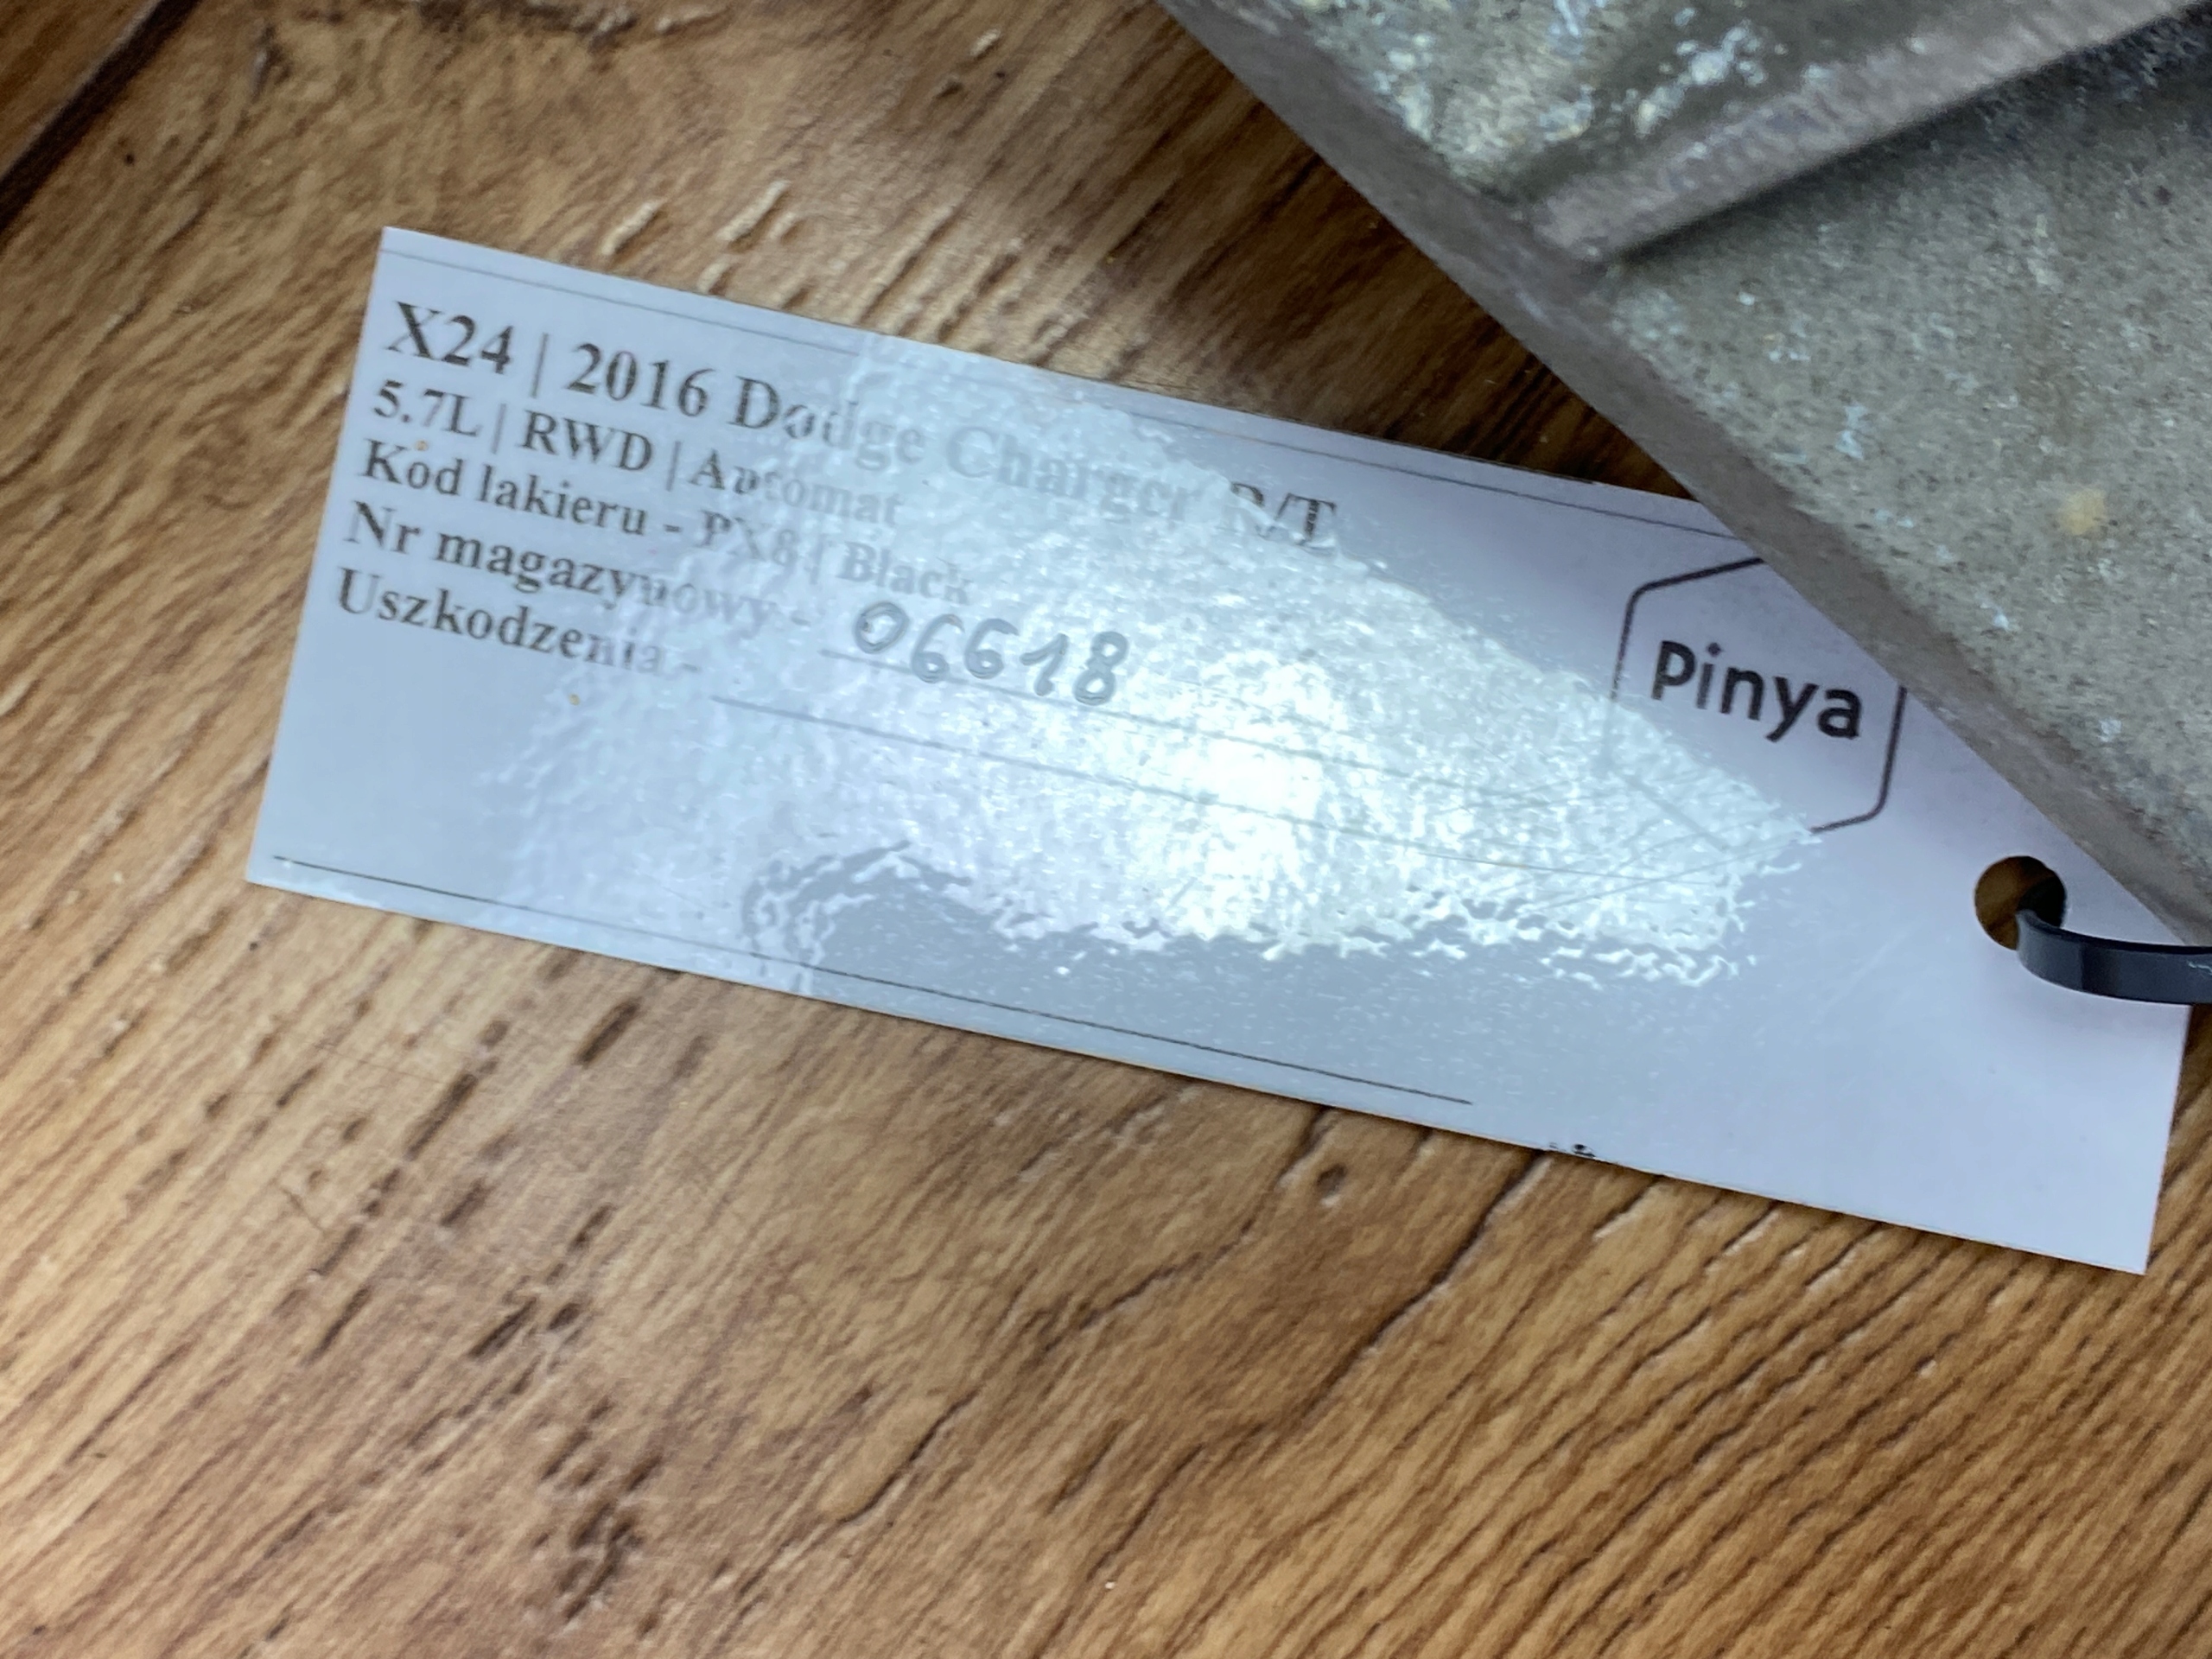 X24 | 2016 Dodge Charger R/T
5.7L | RWD | Automat
Kod lakieru - PX8 | Black
Nr magazynowy - 06618
Uszkodzenia -
Pinya